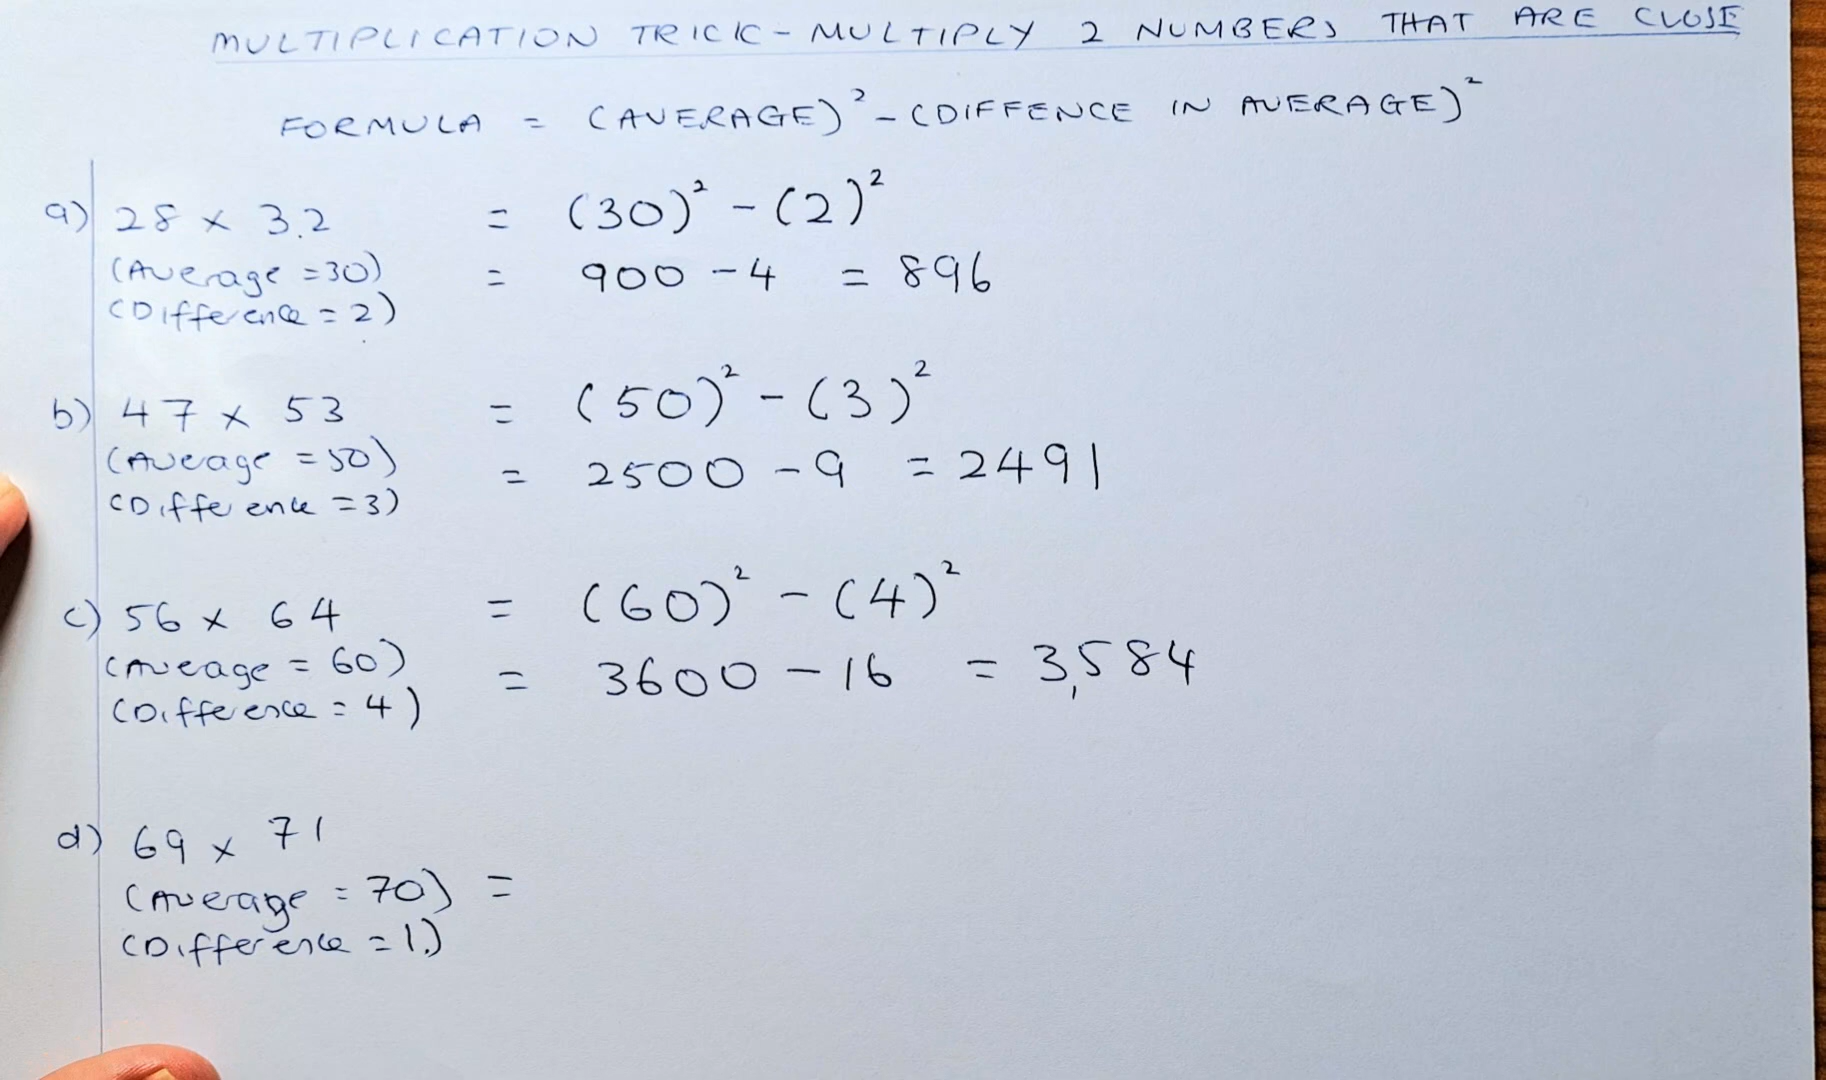 MULTIPLICATION TRICK - MULTIPLY 2 NUMBERS THAT ARE CLOSE
FORMULA = (AVERAGE)² - (DIFFENCE IN AVERAGE)²
a) 28 x 32 = (30)² - (2)²
(Average = 30) = 900 - 4 = 896
(Difference = 2)
b) 47 x 53 = (50)² - (3)²
(Average = 50) = 2500 - 9 = 2491
(Difference = 3)
c) 56 x 64 = (60)² - (4)²
(Average = 60) = 3600 - 16 = 3,584
(Difference = 4)
d) 69 x 71
(Average = 70) =
(Difference = 1.)